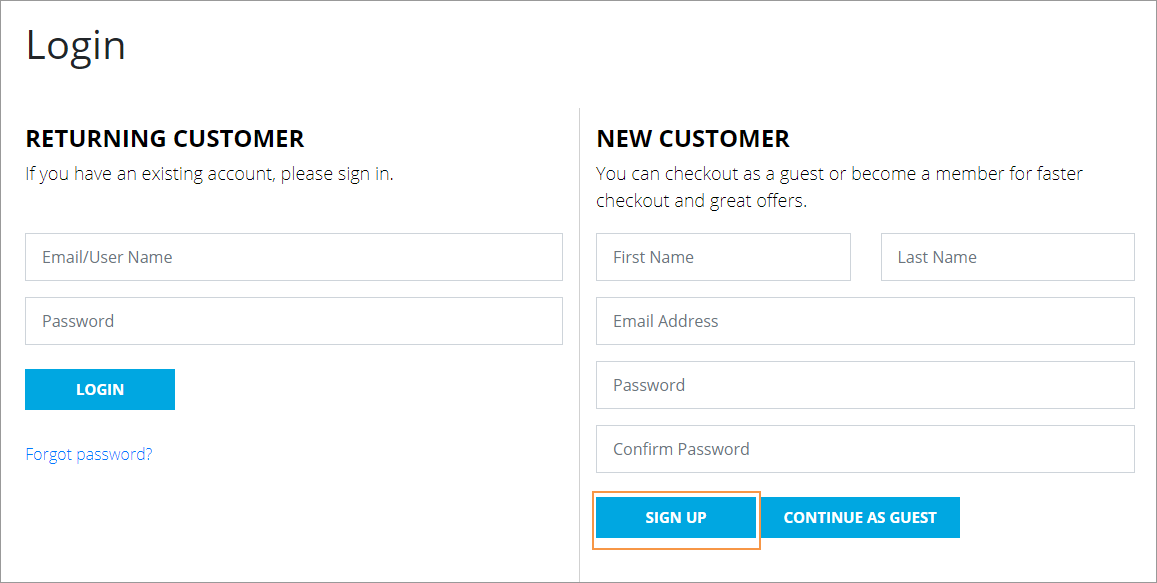 Login
RETURNING CUSTOMER
If you have an existing account, please sign in.
Email/User Name
Password
LOGIN
Forgot password?
NEW CUSTOMER
You can checkout as a guest or become a member for faster
checkout and great offers.
First Name
Last Name
Email Address
Password
Confirm Password
SIGN UP
CONTINUE AS GUEST